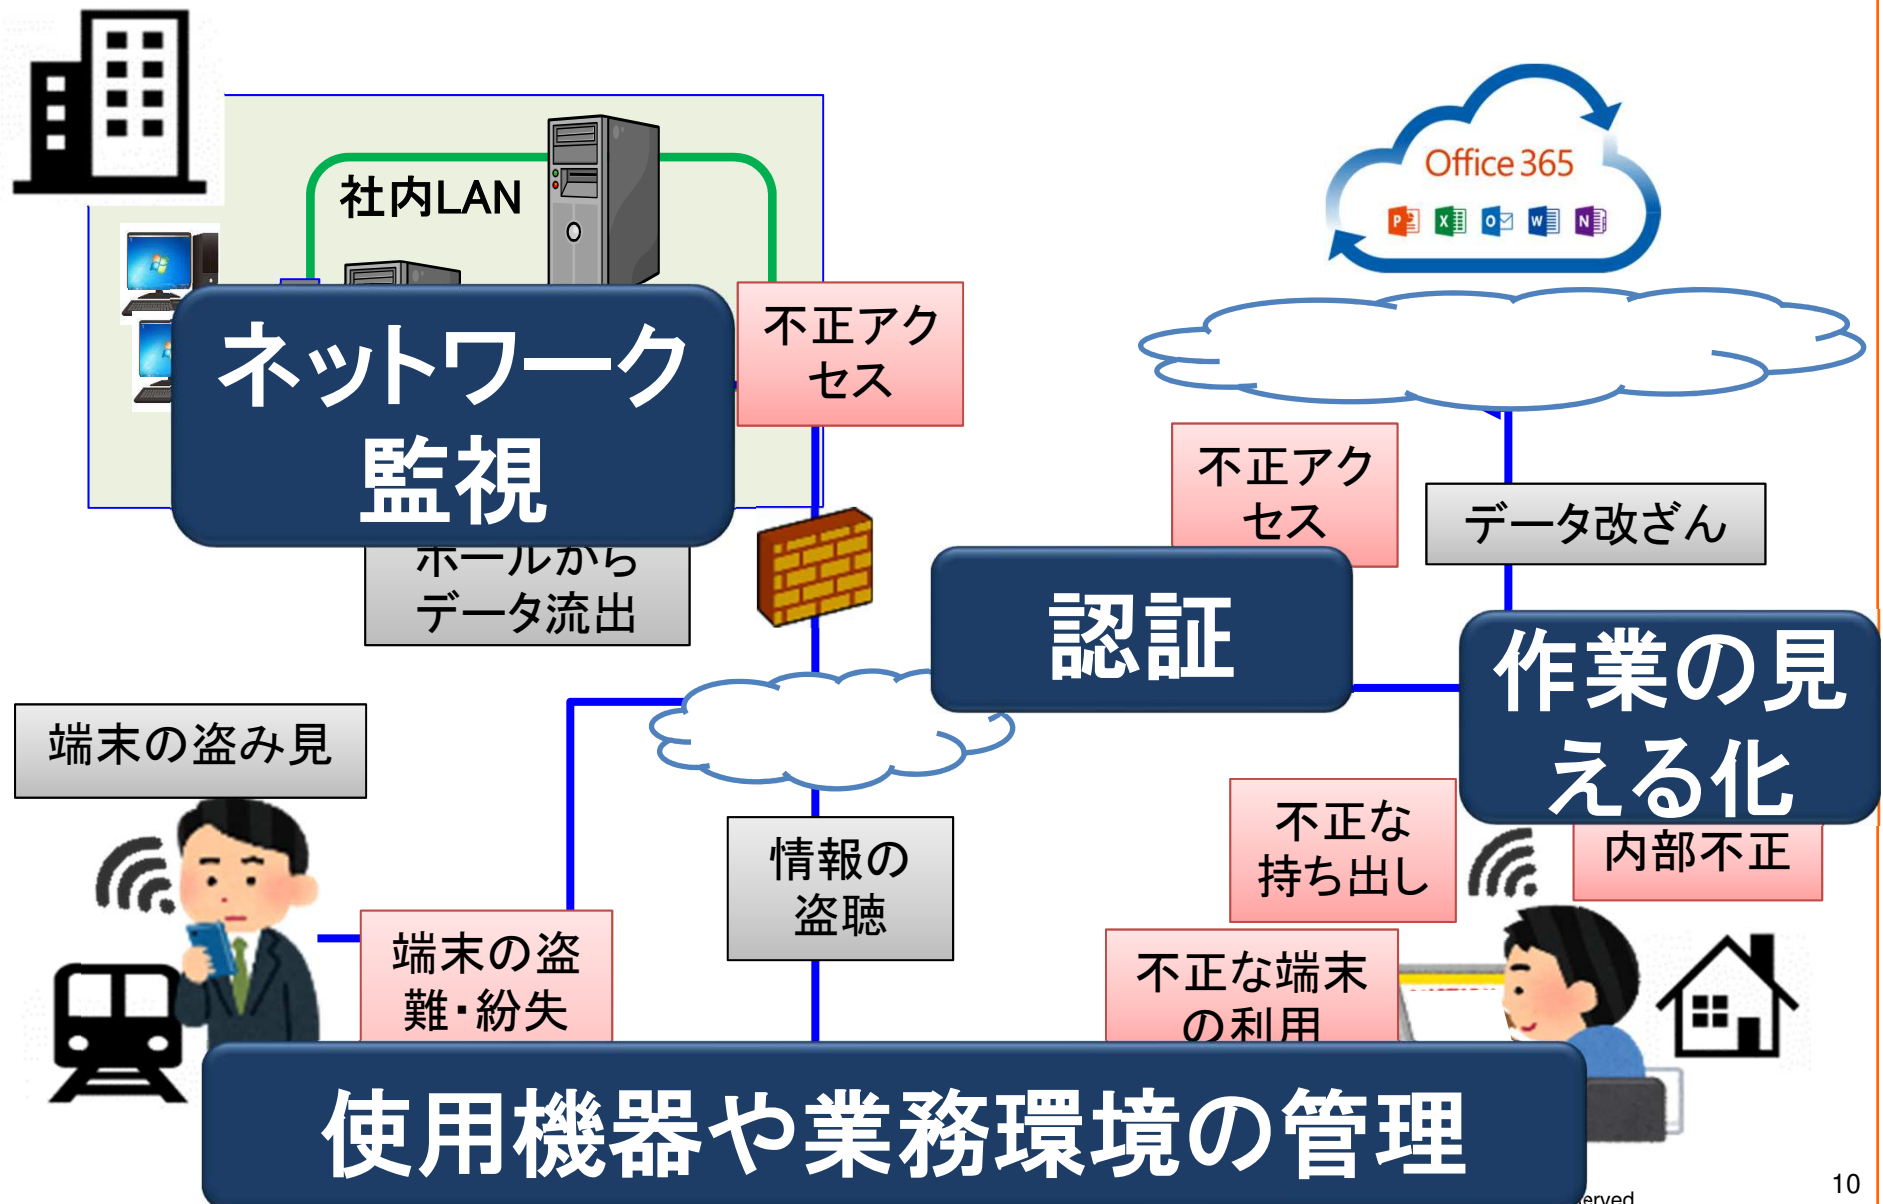 社内LAN
Office 365
ネットワーク
監視
不正アク
セス
不正アク
セス
データ改ざん
ホールから
データ流出
認証
作業の見
える化
端末の盗み見
情報の
盗聴
不正な
持ち出し
内部不正
端末の盗
難・紛失
不正な端末
の利用
使用機器や業務環境の管理
10